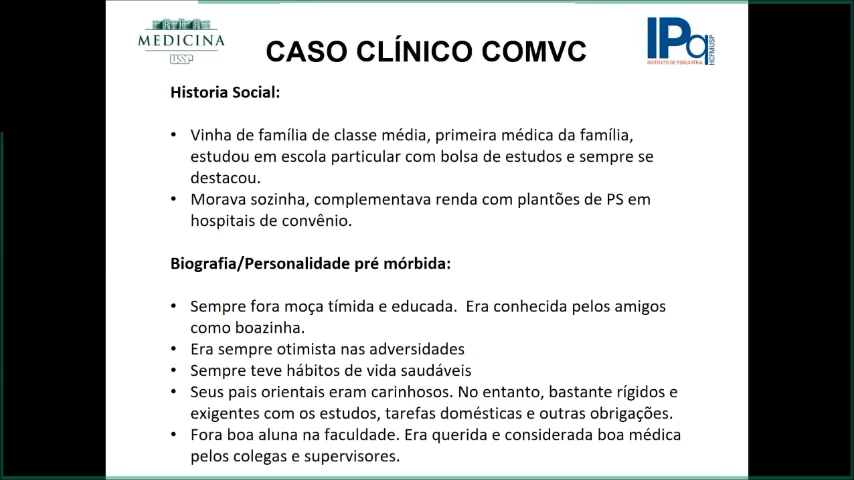 MEDICINA
USP
CASO CLÍNICO COMVC
IPq
INSTITUTO DE PSIQUIATRIA
HCFMUSP
Historia Social:
• Vinha de família de classe média, primeira médica da família,
estudou em escola particular com bolsa de estudos e sempre se
destacou.
• Morava sozinha, complementava renda com plantões de PS em
hospitais de convênio.
Biografia/Personalidade pré mórbida:
• Sempre fora moça tímida e educada. Era conhecida pelos amigos
como boazinha.
• Era sempre otimista nas adversidades
• Sempre teve hábitos de vida saudáveis
• Seus pais orientais eram carinhosos. No entanto, bastante rígidos e
exigentes com os estudos, tarefas domésticas e outras obrigações.
• Fora boa aluna na faculdade. Era querida e considerada boa médica
pelos colegas e supervisores.